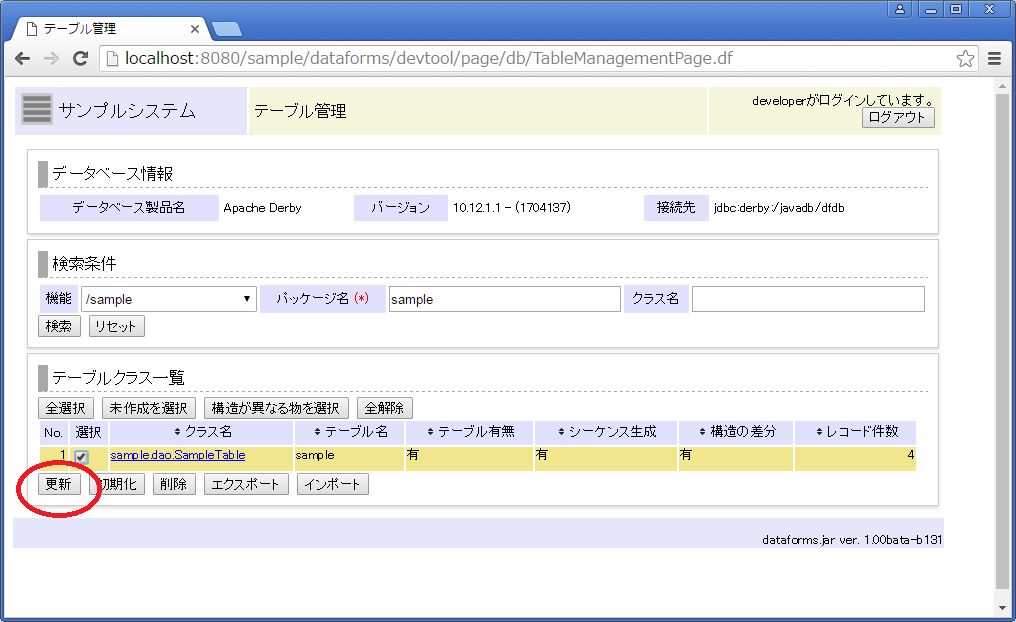 テーブル管理
localhost:8080/sample/dataforms/devtool/page/db/TableManagementPage.df
サンプルシステム
テーブル管理
developerがログインしています。
ログアウト
データベース情報
データベース製品名 Apache Derby バージョン 10.12.1.1 - (1704137) 接続先 jdbc:derby:/javadb/dfdb
検索条件
機能 /sample パッケージ名 (*) sample クラス名
検索 リセット
テーブルクラス一覧
全選択 未作成を選択 構造が異なる物を選択 全解除
No. 選択 クラス名 テーブル名 テーブル有無 シーケンス生成 構造の差分 レコード件数
1 sample.dao.SampleTable sample 有 有 有 4
更新 初期化 削除 エクスポート インポート
dataforms.jar ver. 1.00bata-b131